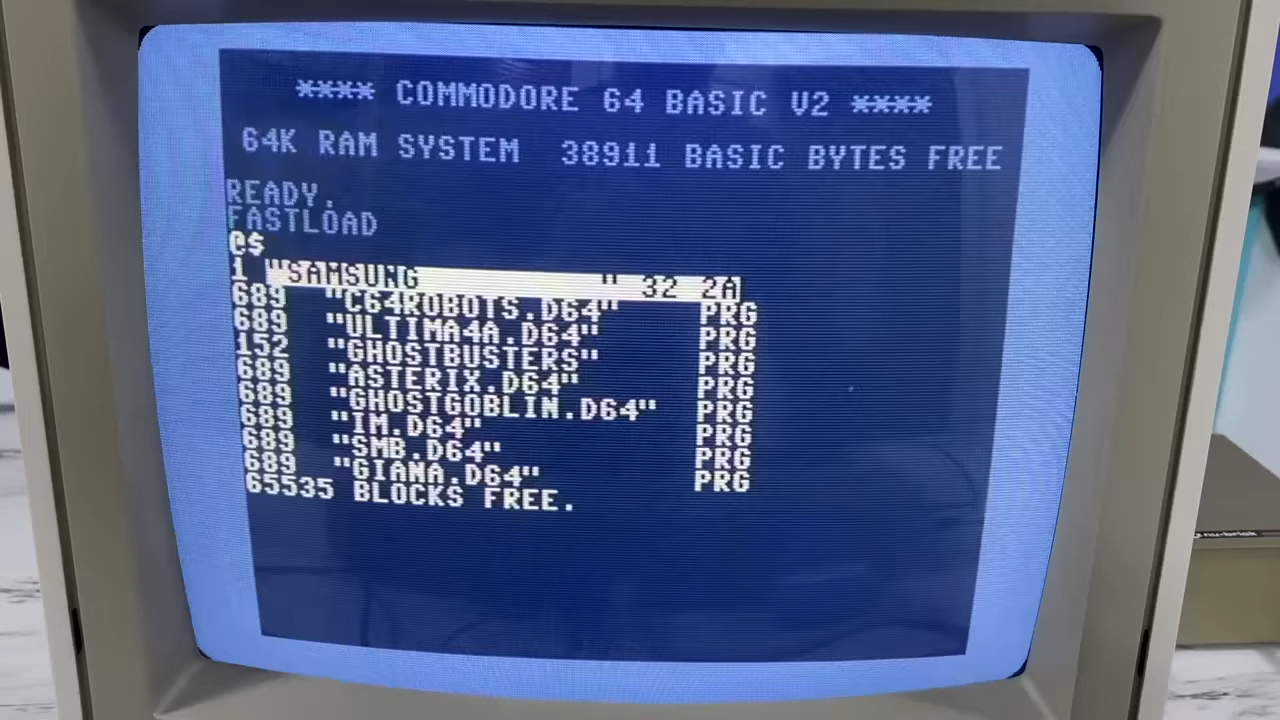 **** COMMODORE 64 BASIC V2 ****
64K RAM SYSTEM  38911 BASIC BYTES FREE
READY.
FASTLOAD
@$
1 "SAMSUNG         " 32 2A
689  "C64ROBOTS.D64"    PRG
689  "ULTIMA4A.D64"     PRG
152  "GHOSTBUSTERS"     PRG
689  "ASTERIX.D64"      PRG
689  "GHOSTGOBLIN.D64"  PRG
689  "IM.D64"           PRG
689  "SMB.D64"          PRG
689  "GIANA.D64"        PRG
65535 BLOCKS FREE.